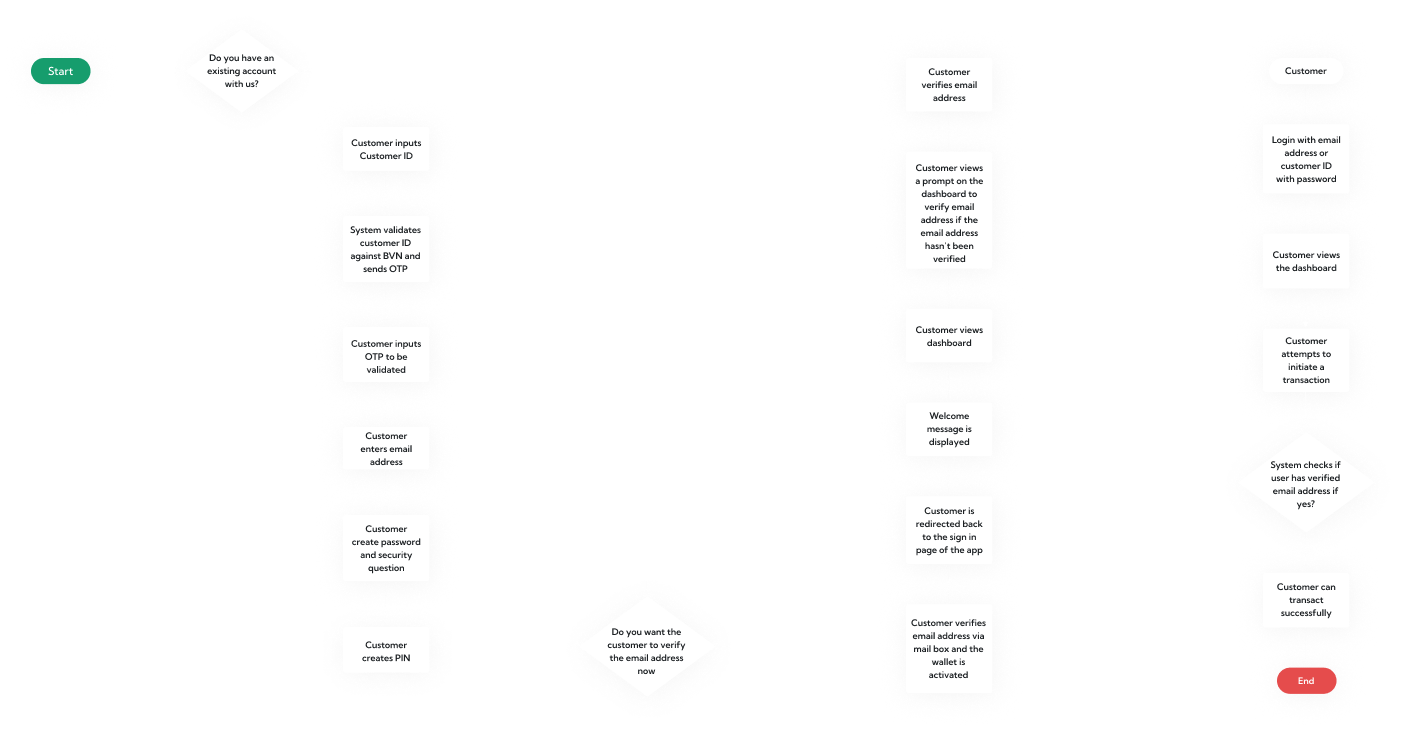 Start
Do you have an
existing account
with us?
Customer inputs
Customer ID
System validates
customer ID
against BVN and
sends OTP
Customer inputs
OTP to be
validated
Customer
enters email
address
Customer
create password
and security
question
Customer
creates PIN
Do you want the
customer to verify
the email address
now
Customer
verifies email
address
Customer views
a prompt on the
dashboard to
verify email
address if the
email address
hasn't been
verified
Customer views
dashboard
Welcome
message is
displayed
Customer is
redirected back
to the sign in
page of the app
Customer verifies
email address via
mail box and the
wallet is
activated
Customer
Login with email
address or
customer ID
with password
Customer views
the dashboard
Customer
attempts to
initiate a
transaction
System checks if
user has verified
email address if
yes?
Customer can
transact
successfully
End